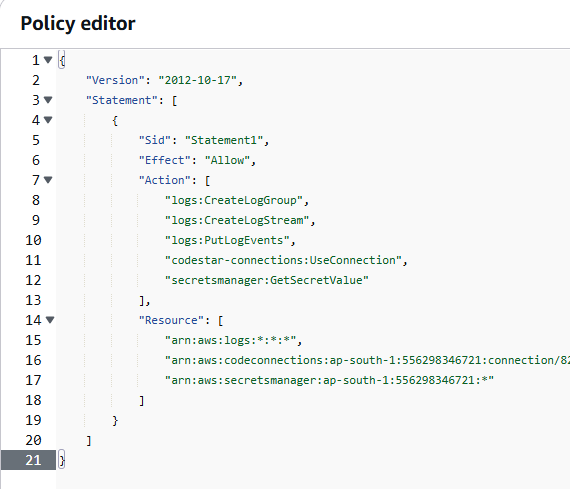 Policy editor
1 {
2 "Version": "2012-10-17",
3 "Statement": [
4 {
5 "Sid": "Statement1",
6 "Effect": "Allow",
7 "Action": [
8 "logs:CreateLogGroup",
9 "logs:CreateLogStream",
10 "logs:PutLogEvents",
11 "codestar-connections:UseConnection",
12 "secretsmanager:GetSecretValue"
13 ],
14 "Resource": [
15 "arn:aws:logs:*:*:*",
16 "arn:aws:codeconnections:ap-south-1:556298346721:connection/82
17 "arn:aws:secretsmanager:ap-south-1:556298346721:*"
18 ]
19 }
20 ]
21 }